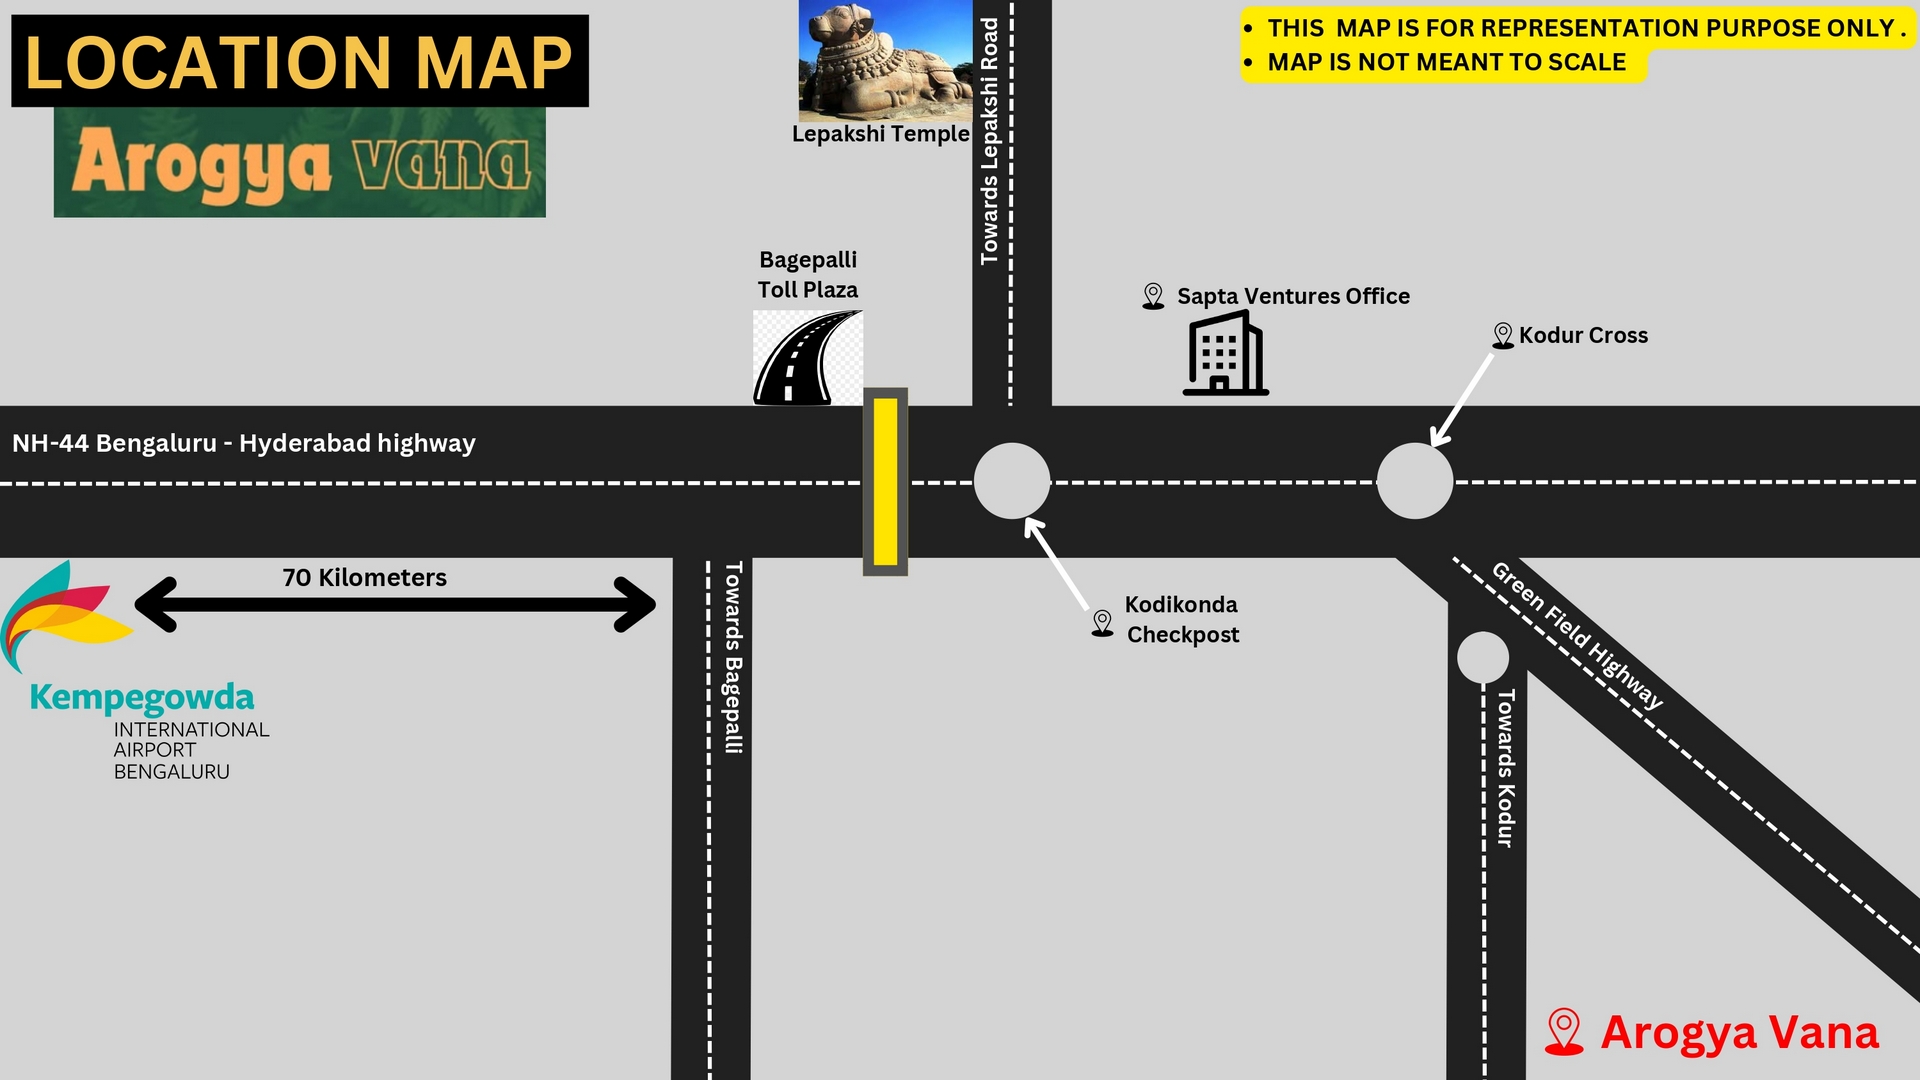 LOCATION MAP
Arogya vana
Lepakshi Temple
Towards Lepakshi Road
• THIS MAP IS FOR REPRESENTATION PURPOSE ONLY .
• MAP IS NOT MEANT TO SCALE
Bagepalli
Toll Plaza
Sapta Ventures Office
Kodur Cross
NH-44 Bengaluru - Hyderabad highway
70 Kilometers
Kempegowda
INTERNATIONAL
AIRPORT
BENGALURU
Towards Bagepalli
Kodikonda
Checkpost
Green Field Highway
Towards Kodur
Arogya Vana